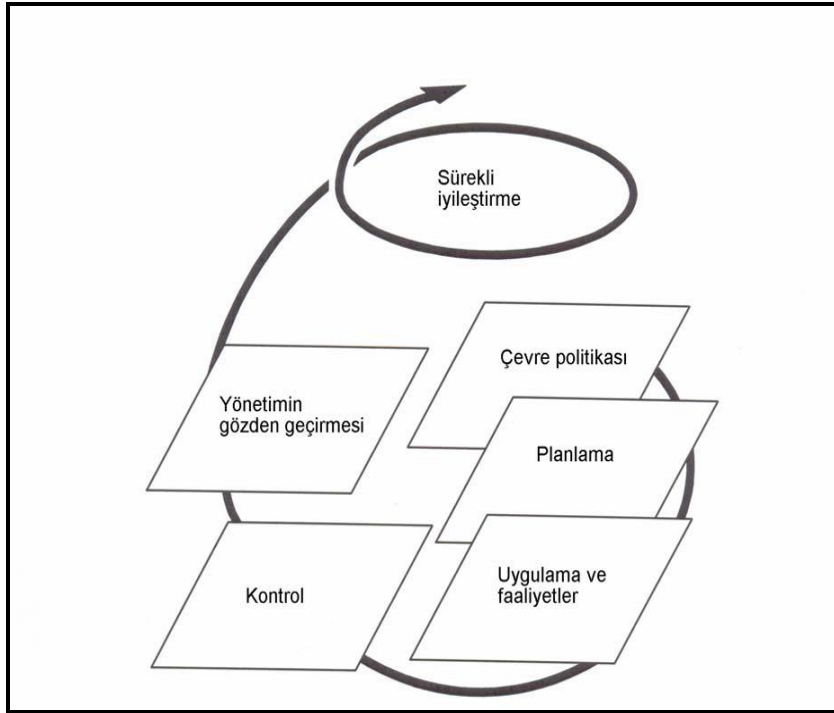 Sürekli
iyileştirme
Çevre politikası
Yönetimin
gözden geçirmesi
Planlama
Uygulama ve
faaliyetler
Kontrol